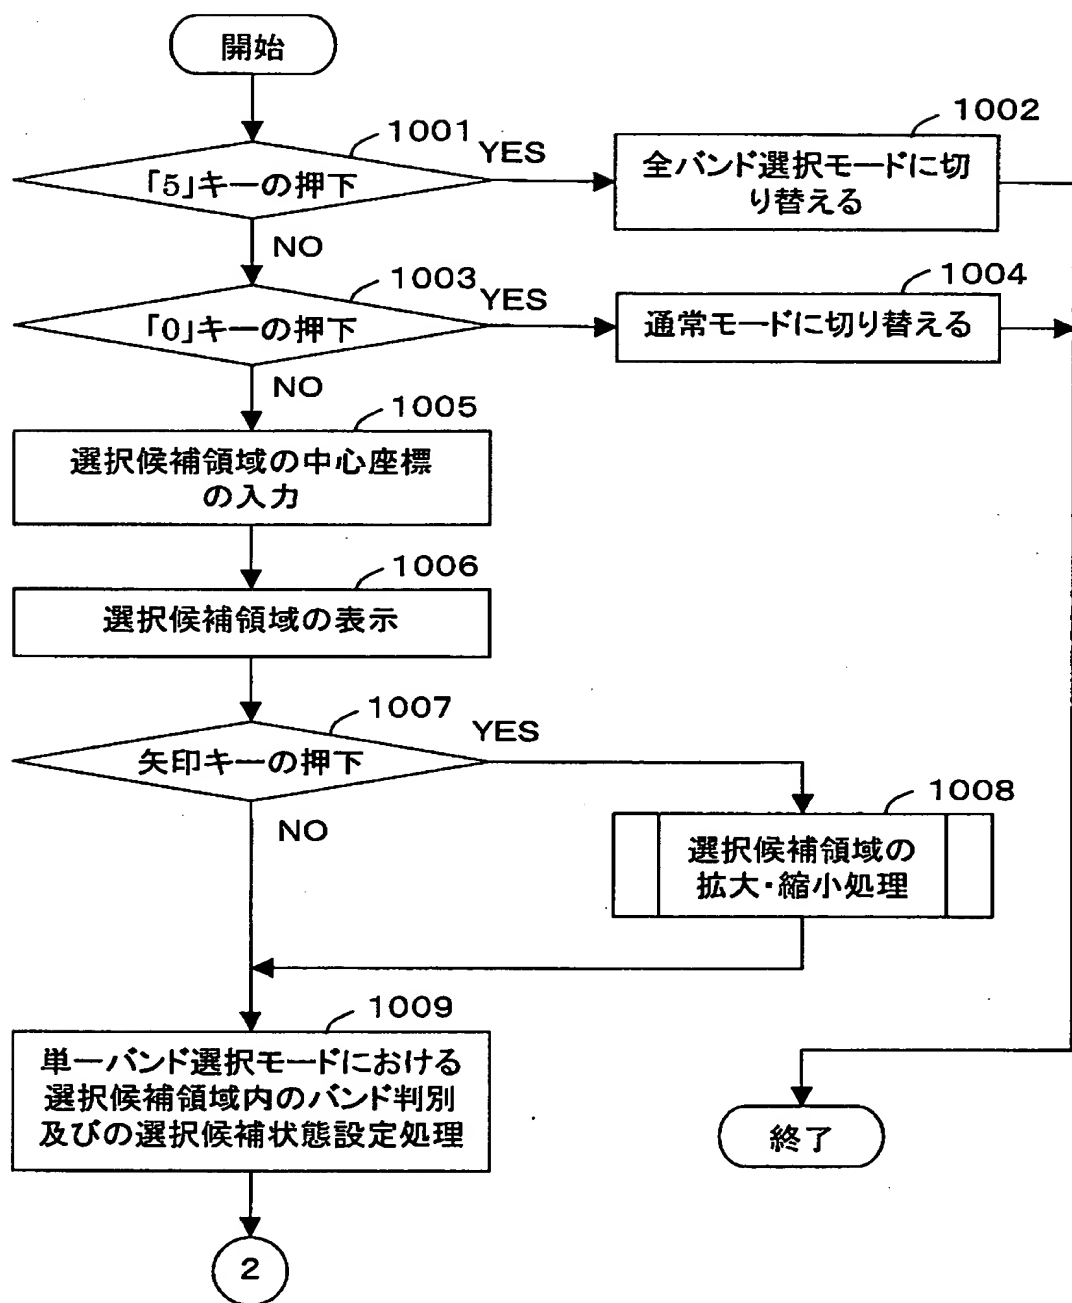 開始
1001
「5」キーの押下
YES
1002
全バンド選択モードに切
り替える
NO
1003
「0」キーの押下
YES
1004
通常モードに切り替える
NO
1005
選択候補領域の中心座標
の入力
1006
選択候補領域の表示
1007
矢印キーの押下
YES
1008
選択候補領域の
拡大・縮小処理
NO
1009
単一バンド選択モードにおける
選択候補領域内のバンド判別
及びの選択候補状態設定処理
終了
2